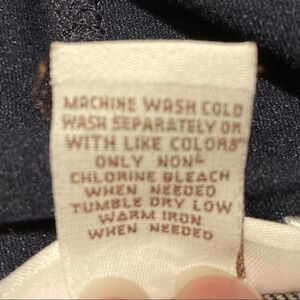 MACHINE WASH COLD
WASH SEPARATELY OR
WITH LIKE COLORS
ONLY NON
CHLORINE BLEACH
WHEN NEEDED
TUMBLE DRY LOW
WARM IRON
WHEN NEEDED